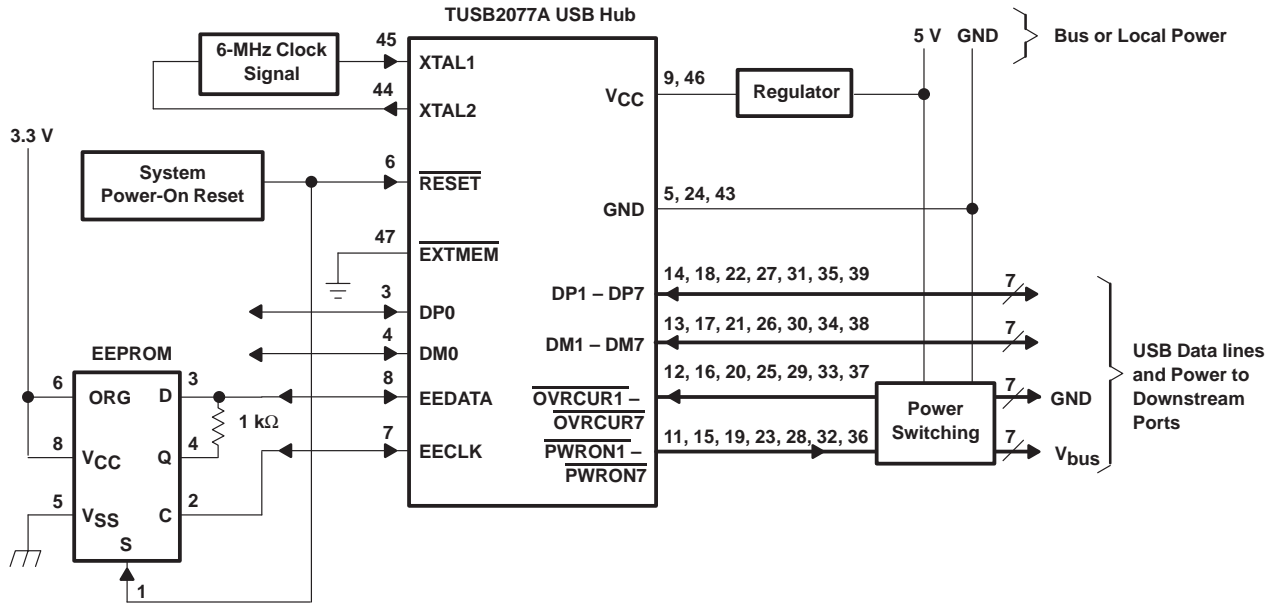 TUSB2077A USB Hub
6-MHz Clock
Signal
45
XTAL1
44
XTAL2
3.3 V
System
Power-On Reset
6
RESET
47
EXTMEM
3
DP0
4
DM0
8
EEDATA
7
EECLK
EEPROM
6
ORG
D
3
1 kΩ
8
VCC
Q
4
5
VSS
C
2
S
1
5 V GND
Bus or Local Power
VCC
9, 46
Regulator
GND
5, 24, 43
DP1 – DP7
14, 18, 22, 27, 31, 35, 39
7
DM1 – DM7
13, 17, 21, 26, 30, 34, 38
7
OVRCUR1 –
OVRCUR7
12, 16, 20, 25, 29, 33, 37
7
GND
PWRON1 –
PWRON7
11, 15, 19, 23, 28, 32, 36
7
Vbus
Power
Switching
USB Data lines
and Power to
Downstream
Ports